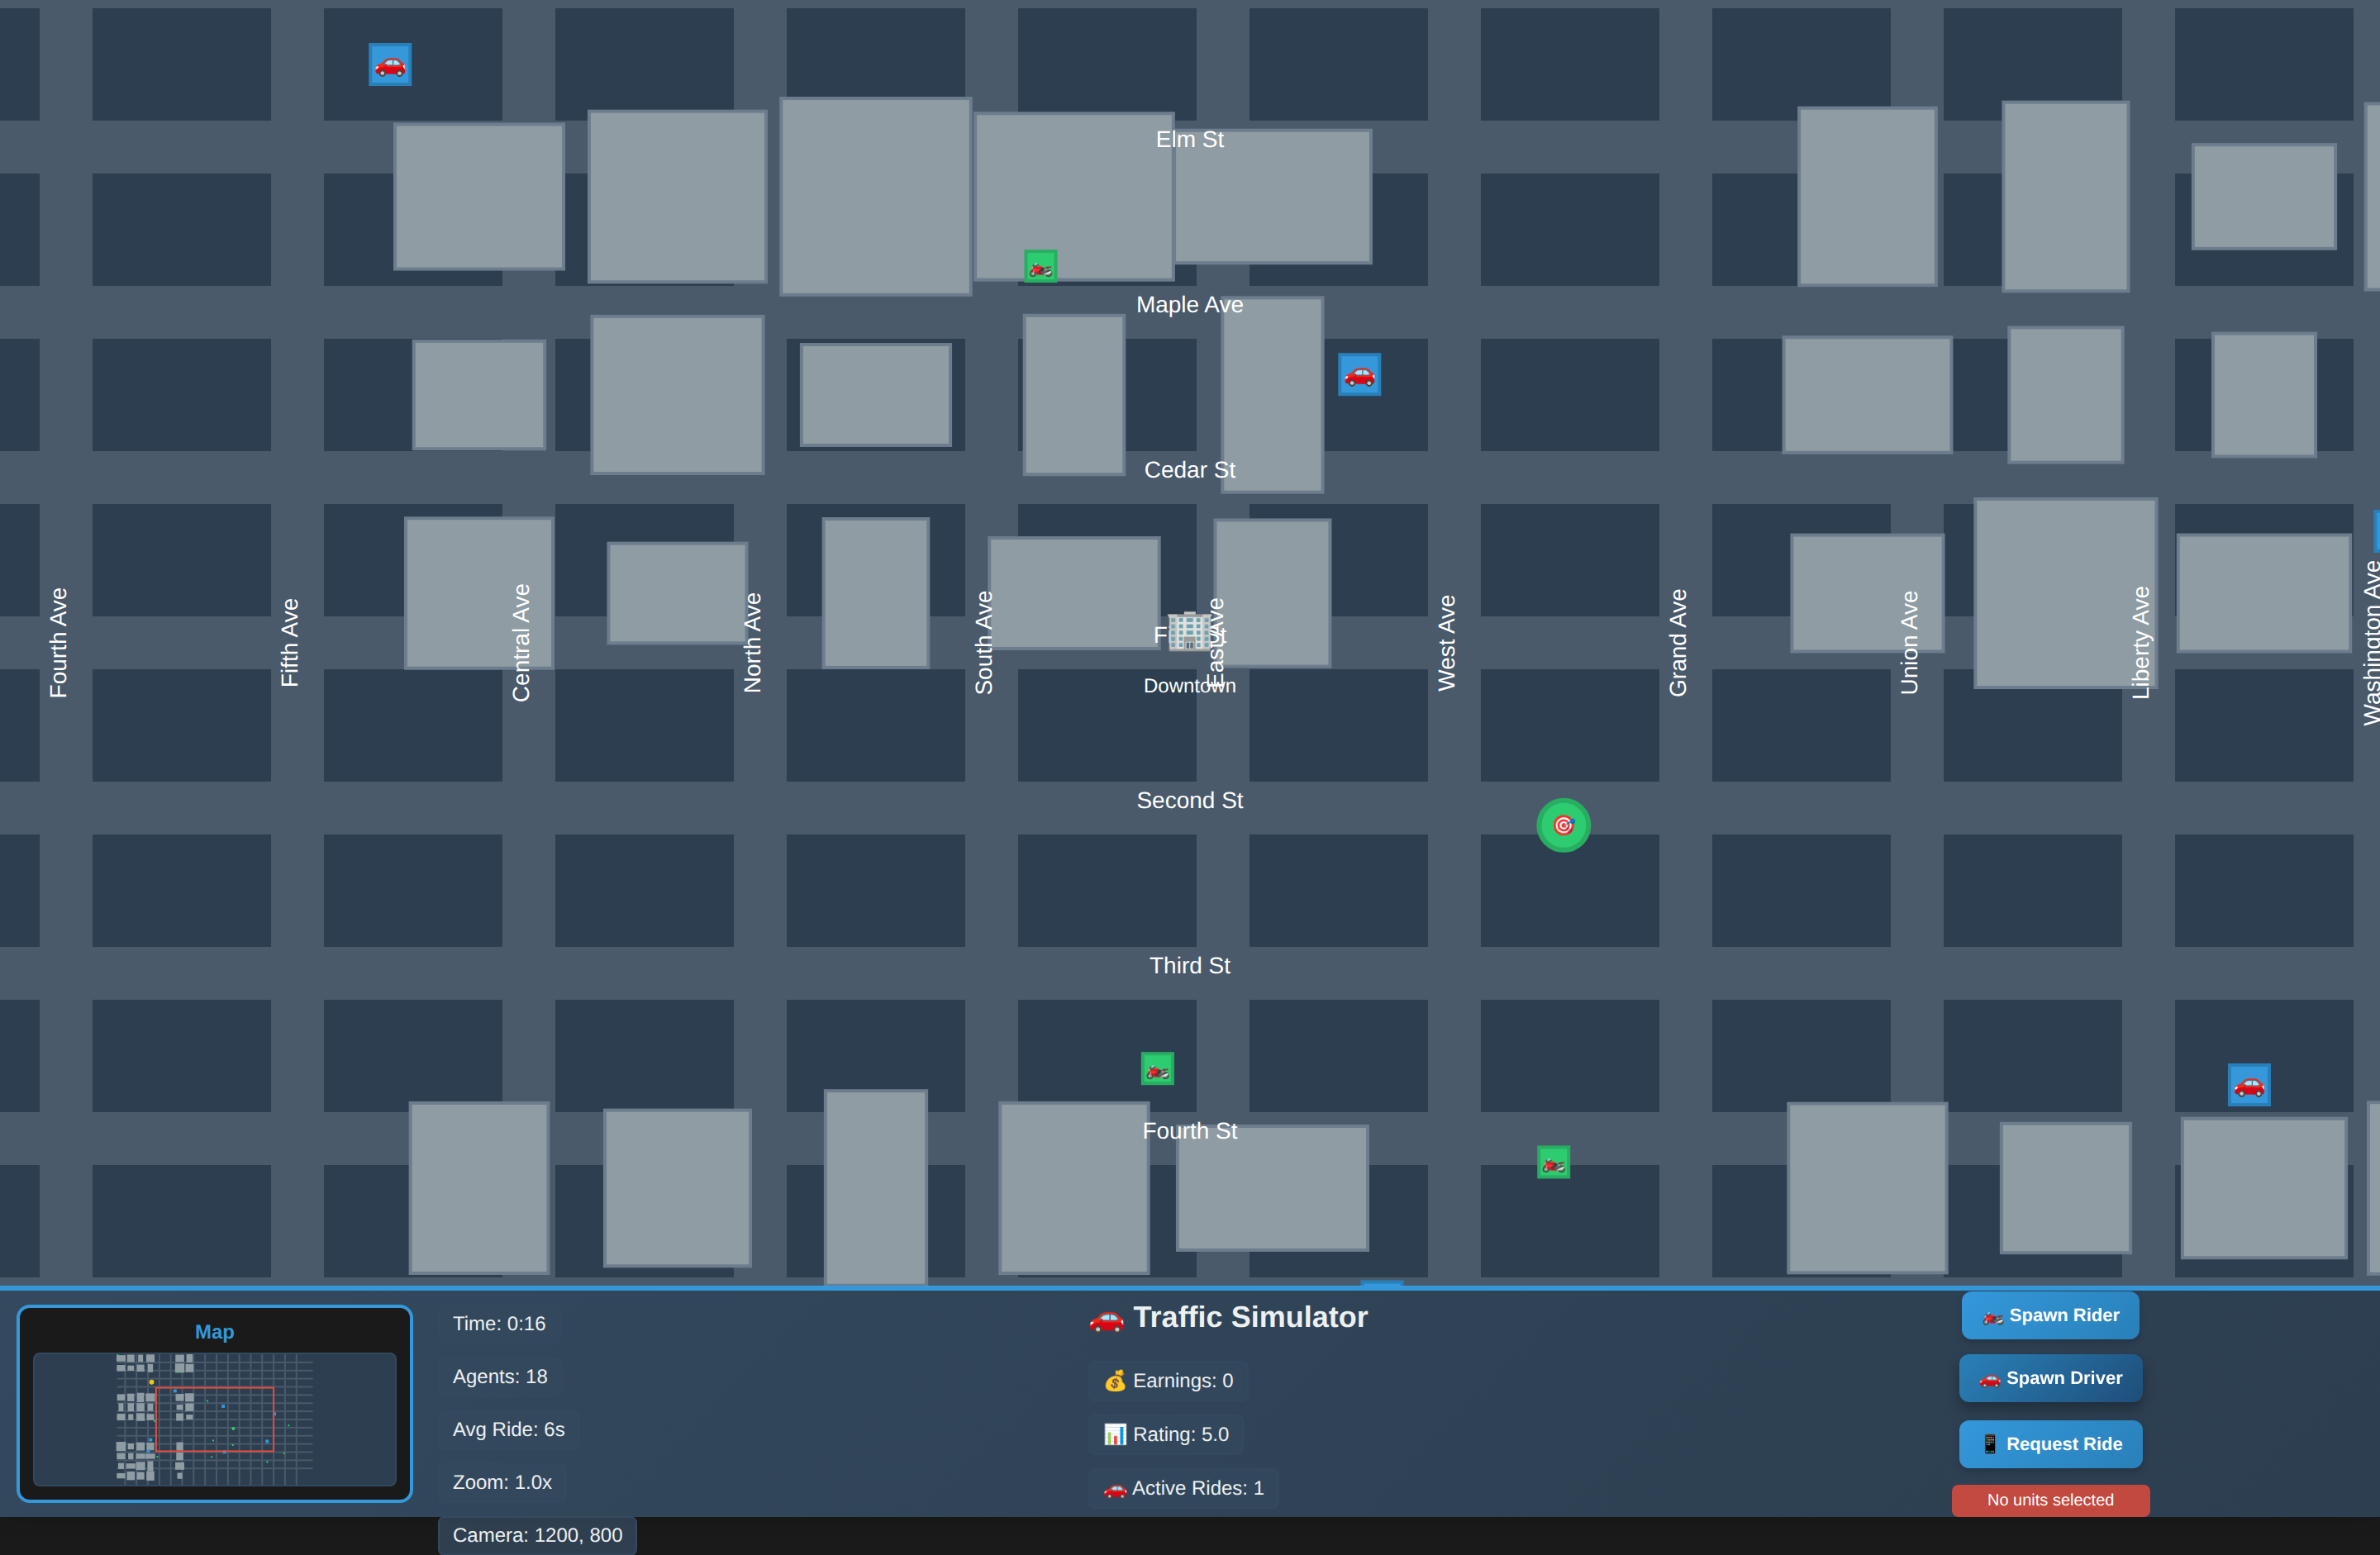 Elm St
Maple Ave
Cedar St
Fourth Ave
Fifth Ave
Central Ave
North Ave
South Ave
East Ave
West Ave
Grand Ave
Union Ave
Liberty Ave
Washington Ave
Downtown
Second St
Third St
Fourth St
Map
Time: 0:16
Agents: 18
Avg Ride: 6s
Zoom: 1.0x
Camera: 1200, 800
Traffic Simulator
Earnings: 0
Rating: 5.0
Active Rides: 1
Spawn Rider
Spawn Driver
Request Ride
No units selected